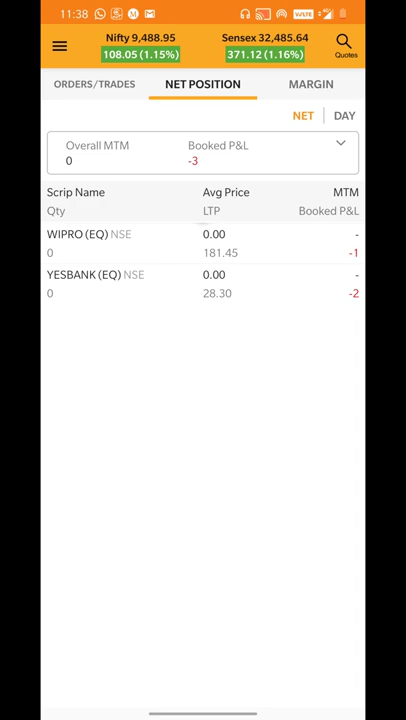 11:38
VoLTE
Nifty 9,488.95
108.05 (1.15%)
Sensex 32,485.64
371.12 (1.16%)
Quotes
ORDERS/TRADES
NET POSITION
MARGIN
NET
DAY
Overall MTM
Booked P&L
0
-3
Scrip Name
Avg Price
MTM
Qty
LTP
Booked P&L
WIPRO (EQ) NSE
0.00
-
0
181.45
-1
YESBANK (EQ) NSE
0.00
-
0
28.30
-2